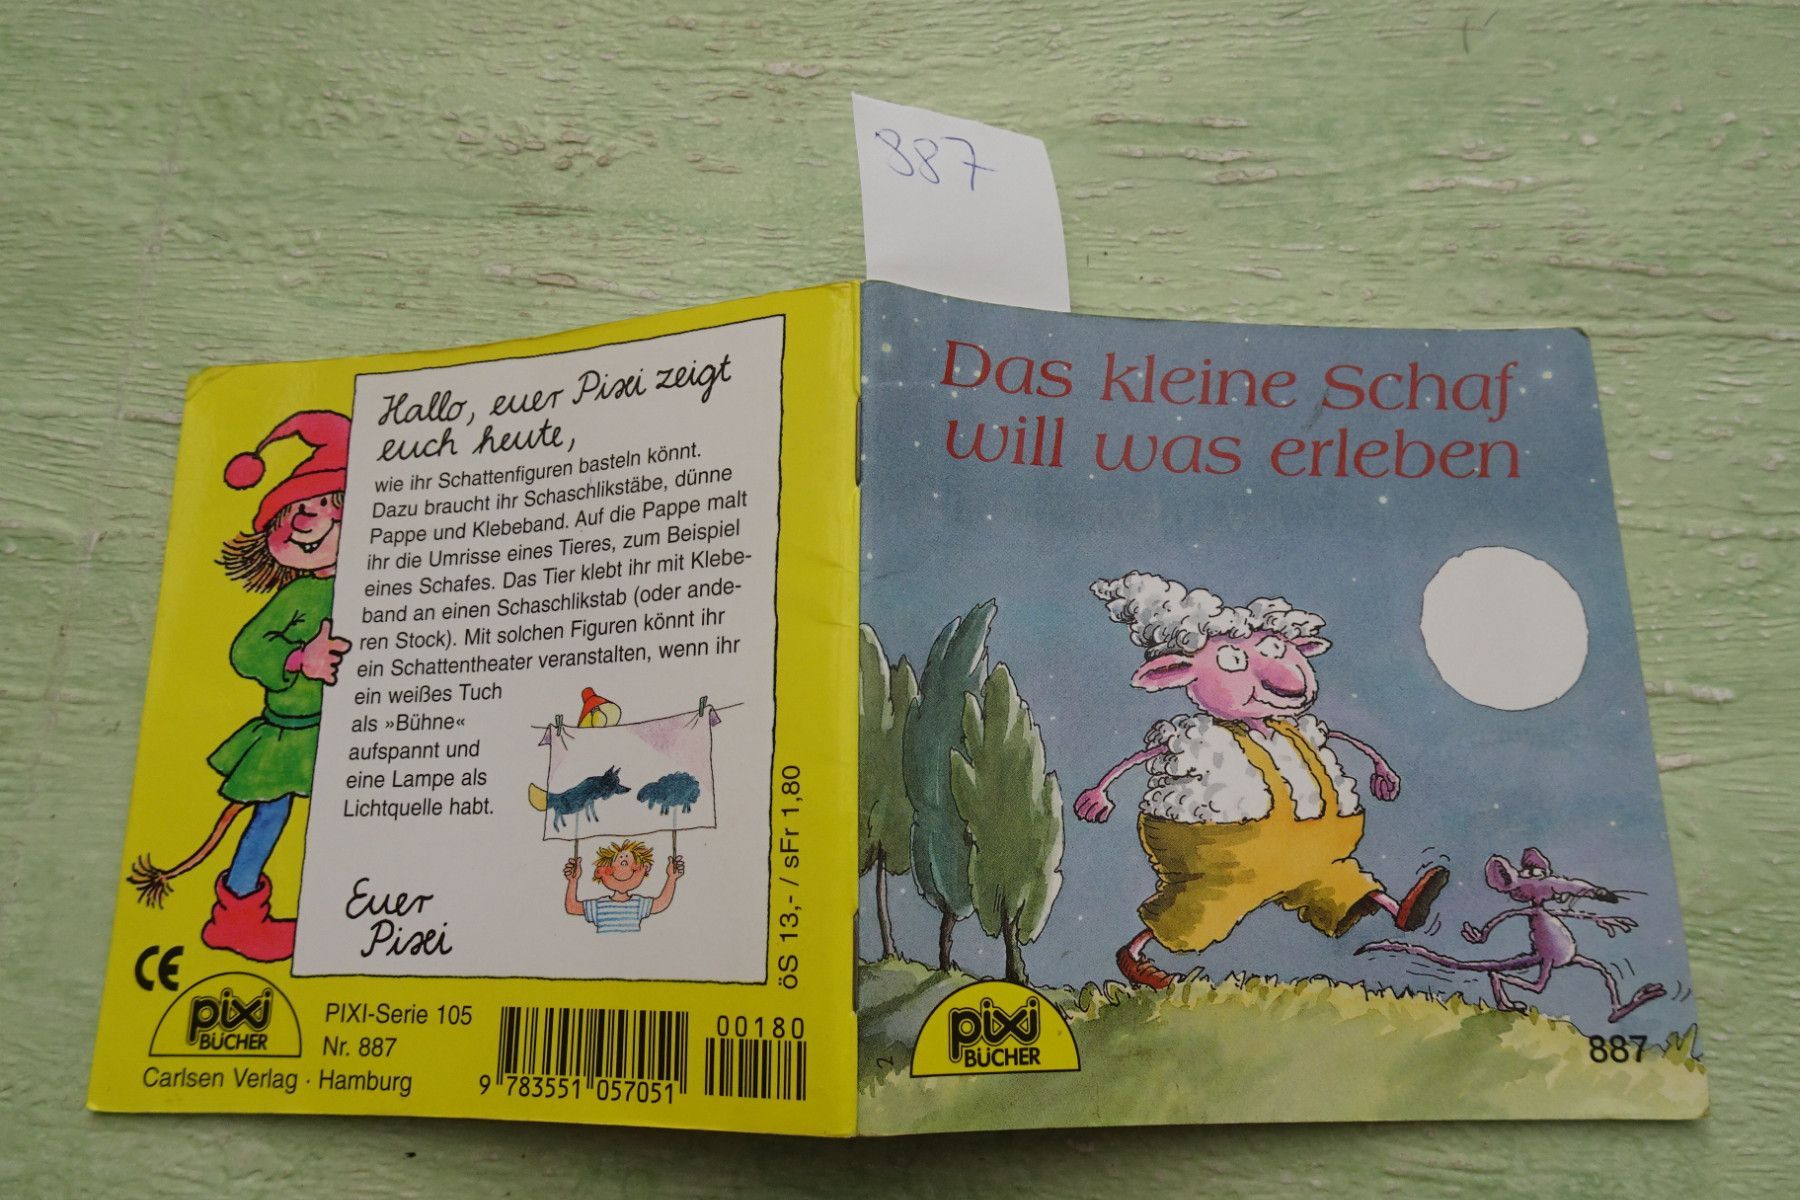 887
Hallo, euer Pixi zeigt
euch heute,
wie ihr Schattenfiguren basteln könnt.
Dazu braucht ihr Schaschlikstäbe, dünne
Pappe und Klebeband. Auf die Pappe malt
ihr die Umrisse eines Tieres, zum Beispiel
eines Schafes. Das Tier klebt ihr mit Klebe-
band an einen Schaschlikstab (oder ande-
ren Stock). Mit solchen Figuren könnt ihr
ein Schattentheater veranstalten, wenn ihr
ein weißes Tuch
als »Bühne«
aufspannt und
eine Lampe als
Lichtquelle habt.
Euer
Pixi
öS 13,- / sFr 1,80
CE
pixi
BÜCHER
PIXI-Serie 105
Nr. 887
Carlsen Verlag · Hamburg
9 783551 057051
00180
Das kleine Schaf
will was erleben
2
pixi
BÜCHER
887